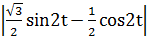 |√3/2 sin2t − 1/2 cos2t|